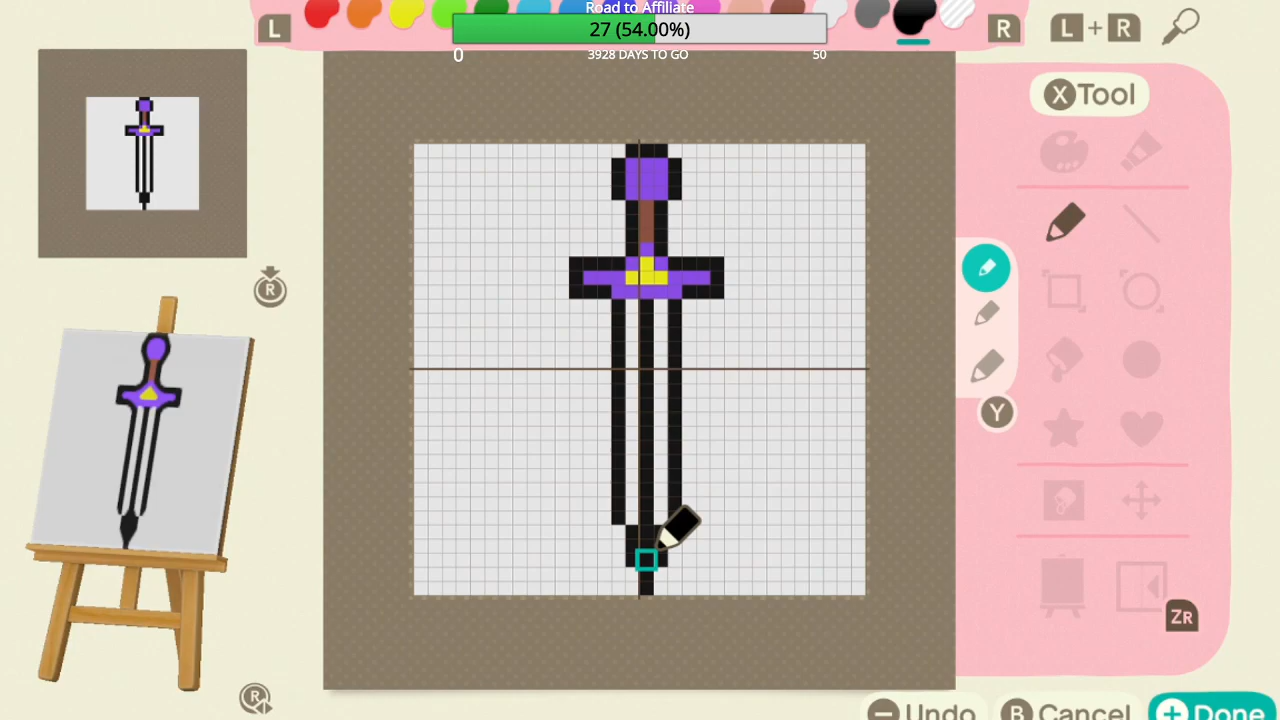 Road to Affiliate
L
27 (54.00%)
R
L + R
0
3928 DAYS TO GO
50
X Tool
R
Y
ZR
R
Undo
B Cancel
+ Done